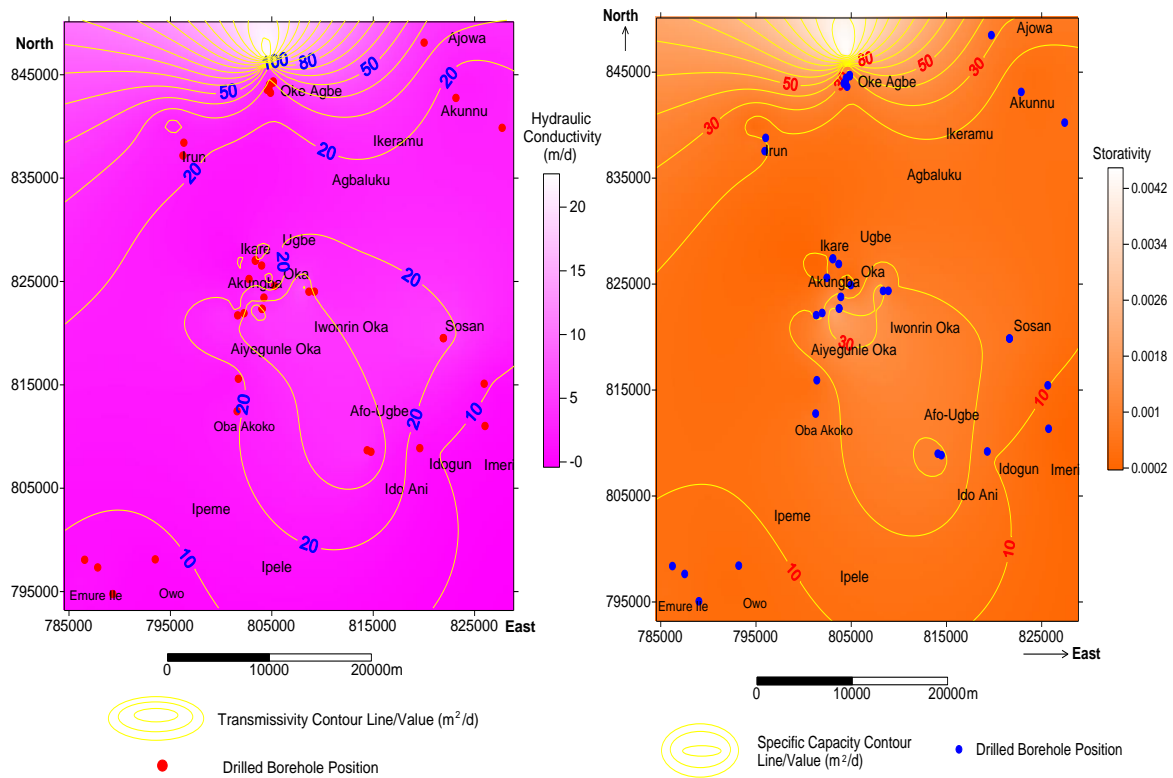 North
845000
835000
825000
815000
805000
795000
785000 795000 805000 815000 825000
East
100 80 50
50
20
20
20
20
20
20
20
20
20
10
10
Ajowa
Oke Agbe
Akunnu
Ikeramu
Irun
Agbaluku
Ugbe
Ikare
Oka
Akungba
Iwonrin Oka
Sosan
Aiyegunle Oka
Afo-Ugbe
Oba Akoko
Idogun
Imeri
Ido Ani
Ipeme
Ipele
Emure Ile
Owo
Hydraulic
Conductivity
(m/d)
20
15
10
5
-0
0 10000 20000m
Transmissivity Contour Line/Value (m2/d)
Drilled Borehole Position
North
845000
835000
825000
815000
805000
795000
785000 795000 805000 815000 825000
East
80
50
50
30
30
30
10
10
10
Ajowa
Oke Agbe
Akunnu
Ikeramu
Irun
Agbaluku
Ugbe
Ikare
Oka
Akungba
Iwonrin Oka
Sosan
Aiyegunle Oka
Afo-Ugbe
Oba Akoko
Idogun
Imeri
Ido Ani
Ipeme
Ipele
Emure Ile
Owo
Storativity
0.0042
0.0034
0.0026
0.0018
0.001
0.0002
0 10000 20000m
Specific Capacity Contour
Line/Value (m2/d)
Drilled Borehole Position